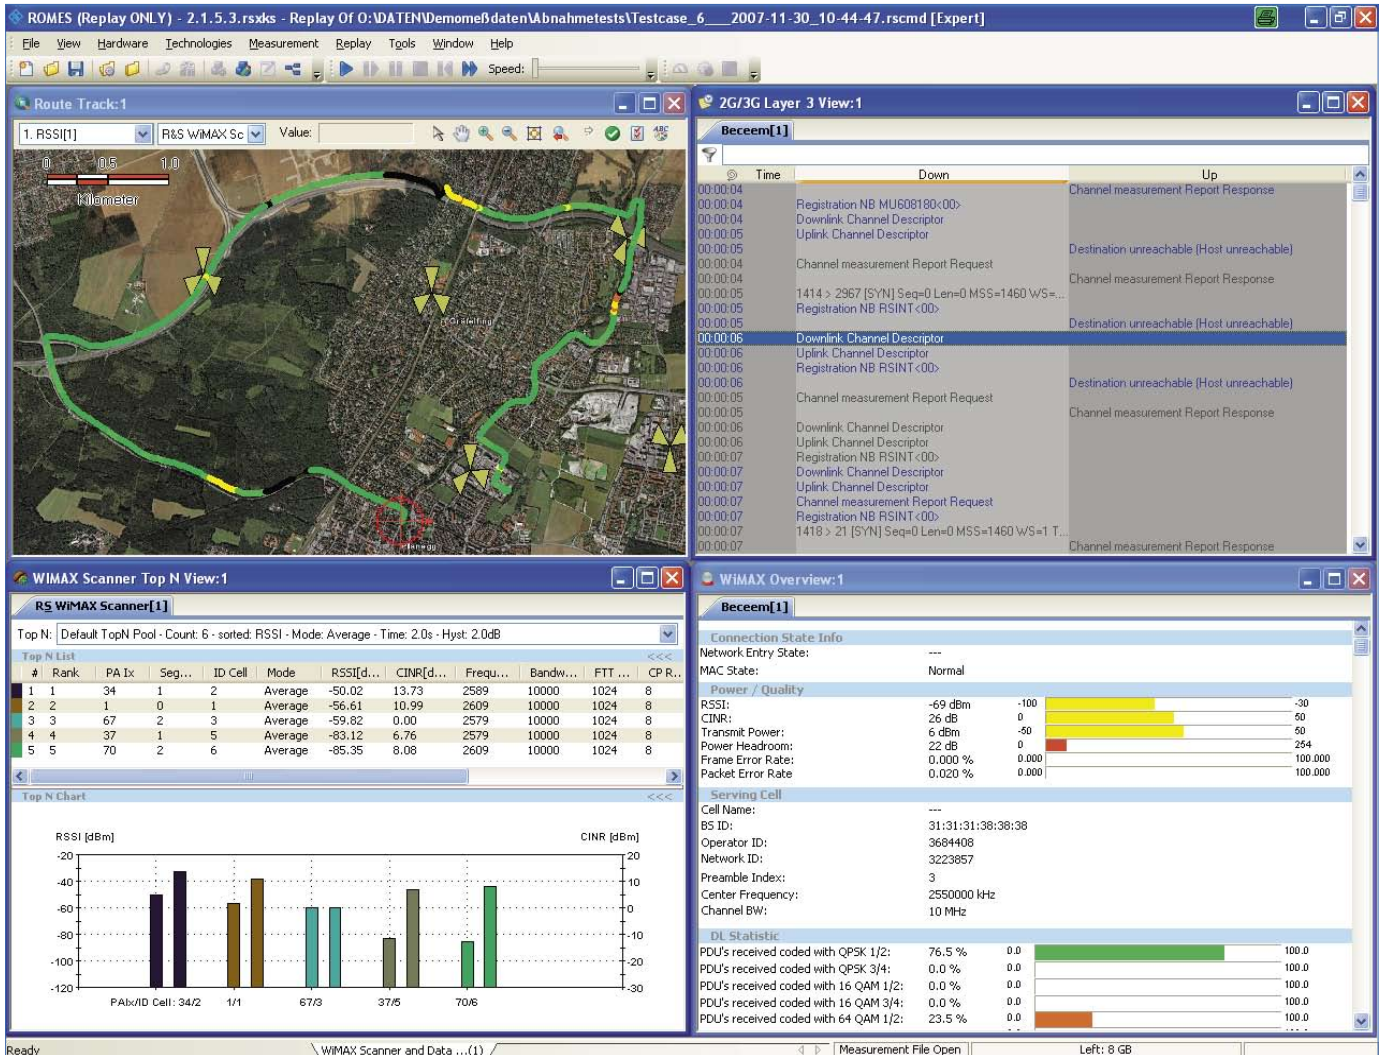 ROMES (Replay ONLY) - 2.1.5.3.rsxks - Replay Of O:\DATEN\Demomeßdaten\Abnahmetests\Testcase_6___2007-11-30_10-44-47.rscmd [Expert]
File View Hardware Technologies Measurement Replay Tools Window Help
Speed:
Route Track:1
1. RSSI[1] R&S WiMAX Sc Value: ABC
0 0.5 1.0
Kilometer
Gräfelfing
2G/3G Layer 3 View:1
Beceem[1]
Time Down Up
00:00:04 Channel measurement Report Response
00:00:04 Registration NB MU608180<00>
00:00:04 Downlink Channel Descriptor
00:00:05 Uplink Channel Descriptor
00:00:05 Destination unreachable (Host unreachable)
00:00:04 Channel measurement Report Request
00:00:04 Channel measurement Report Response
00:00:05 1414 > 2967 [SYN] Seq=0 Len=0 MSS=1460 WS=...
00:00:05 Registration NB RSINT<00>
00:00:05 Destination unreachable (Host unreachable)
00:00:06 Downlink Channel Descriptor
00:00:06 Uplink Channel Descriptor
00:00:06 Registration NB RSINT<00>
00:00:06 Destination unreachable (Host unreachable)
00:00:05 Channel measurement Report Request
00:00:05 Channel measurement Report Response
00:00:06 Downlink Channel Descriptor
00:00:06 Uplink Channel Descriptor
00:00:07 Registration NB RSINT<00>
00:00:07 Downlink Channel Descriptor
00:00:07 Uplink Channel Descriptor
00:00:07 Channel measurement Report Request
00:00:07 Registration NB RSINT<00>
00:00:07 1418 > 21 [SYN] Seq=0 Len=0 MSS=1460 WS=1 T...
00:00:07 Channel measurement Report Response
WIMAX Scanner Top N View:1
RS WiMAX Scanner[1]
Top N: Default TopN Pool - Count: 6 - sorted: RSSI - Mode: Average - Time: 2.0s - Hyst: 2.0dB
Top N List <<<
# Rank PA Ix Seg... ID Cell Mode RSSI[d... CINR[d... Frequ... Bandw... FTT ... CP R..
1 1 34 1 2 Average -50.02 13.73 2589 10000 1024 8
2 2 1 0 1 Average -56.61 10.99 2609 10000 1024 8
3 3 67 2 3 Average -59.82 0.00 2579 10000 1024 8
4 4 37 1 5 Average -83.12 6.76 2579 10000 1024 8
5 5 70 2 6 Average -85.35 8.08 2609 10000 1024 8
Top N Chart <<<
RSSI [dBm] CINR [dBm]
-20 20
-40 10
-60 0
-80 -10
-100 -20
-120 -30
PAIx/ID Cell: 34/2 1/1 67/3 37/5 70/6
WiMAX Overview:1
Beceem[1]
Connection State Info
Network Entry State: ---
MAC State: Normal
Power / Quality
RSSI: -69 dBm -100 -30
CINR: 26 dB 0 50
Transmit Power: 6 dBm -50 50
Power Headroom: 22 dB 0 254
Frame Error Rate: 0.000 % 0.000 100.000
Packet Error Rate 0.020 % 0.000 100.000
Serving Cell
Cell Name: ---
BS ID: 31:31:31:38:38:38
Operator ID: 3684408
Network ID: 3223857
Preamble Index: 3
Center Frequency: 2550000 kHz
Channel BW: 10 MHz
DL Statistic
PDU's received coded with QPSK 1/2: 76.5 % 0.0 100.0
PDU's received coded with QPSK 3/4: 0.0 % 0.0 100.0
PDU's received coded with 16 QAM 1/2: 0.0 % 0.0 100.0
PDU's received coded with 16 QAM 3/4: 0.0 % 0.0 100.0
PDU's received coded with 64 QAM 1/2: 23.5 % 0.0 100.0
Ready WiMAX Scanner and Data ...(1) Measurement File Open Left: 8 GB